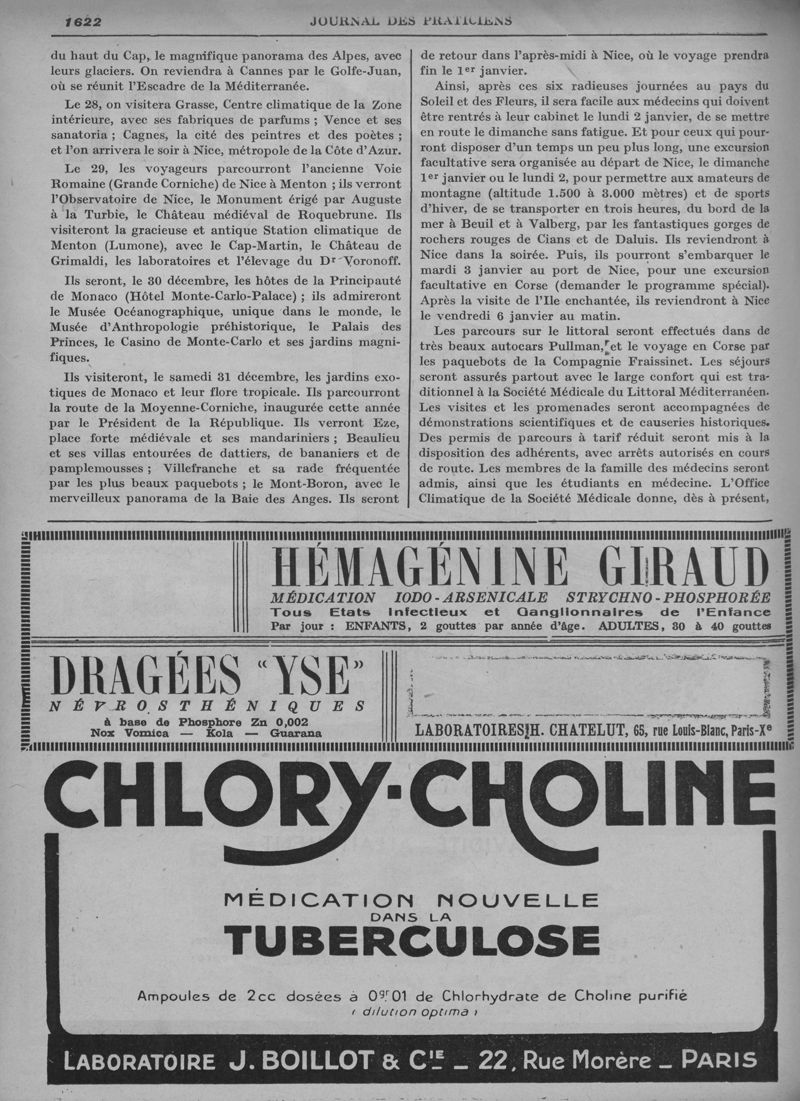 1622
JOURNAL DES PRATICIENS
du haut du Cap, le magnifique panorama des Alpes, avec
leurs glaciers. On reviendra à Cannes par le Golfe-Juan,
où se réunit l'Escadre de la Méditerranée.
Le 28, on visitera Grasse, Centre climatique de la Zone
intérieure, avec ses fabriques de parfums ; Vence et ses
sanatoria ; Cagnes, la cité des peintres et des poètes ;
et l'on arrivera le soir à Nice, métropole de la Côte d'Azur.
Le 29, les voyageurs parcourront l'ancienne Voie
Romaine (Grande Corniche) de Nice à Menton ; ils verront
l'Observatoire de Nice, le Monument érigé par Auguste
à la Turbie, le Château médiéval de Roquebrune. Ils
visiteront la gracieuse et antique Station climatique de
Menton (Lumone), avec le Cap-Martin, le Château de
Grimaldi, les laboratoires et l'élevage du Dr Voronoff.
Ils seront, le 30 décembre, les hôtes de la Principauté
de Monaco (Hôtel Monte-Carlo-Palace) ; ils admireront
le Musée Océanographique, unique dans le monde, le
Musée d'Anthropologie préhistorique, le Palais des
Princes, le Casino de Monte-Carlo et ses jardins magni-
fiques.
Ils visiteront, le samedi 31 décembre, les jardins exo-
tiques de Monaco et leur flore tropicale. Ils parcourront
la route de la Moyenne-Corniche, inaugurée cette année
par le Président de la République. Ils verront Eze,
place forte médiévale et ses mandariniers ; Beaulieu
et ses villas entourées de dattiers, de bananiers et de
pamplemousses ; Villefranche et sa rade fréquentée
par les plus beaux paquebots ; le Mont-Boron, avec le
merveilleux panorama de la Baie des Anges. Ils seront
de retour dans l'après-midi à Nice, où le voyage prendra
fin le 1er janvier.
Ainsi, après ces six radieuses journées au pays du
Soleil et des Fleurs, il sera facile aux médecins qui doivent
être rentrés à leur cabinet le lundi 2 janvier, de se mettre
en route le dimanche sans fatigue. Et pour ceux qui pour-
ront disposer d'un temps un peu plus long, une excursion
facultative sera organisée au départ de Nice, le dimanche
1er janvier ou le lundi 2, pour permettre aux amateurs de
montagne (altitude 1.500 à 3.000 mètres) et de sports
d'hiver, de se transporter en trois heures, du bord de la
mer à Beuil et à Valberg, par les fantastiques gorges de
rochers rouges de Cians et de Daluis. Ils reviendront à
Nice dans la soirée. Puis, ils pourront s'embarquer le
mardi 3 janvier au port de Nice, pour une excursion
facultative en Corse (demander le programme spécial).
Après la visite de l'Ile enchantée, ils reviendront à Nice
le vendredi 6 janvier au matin.
Les parcours sur le littoral seront effectués dans de
très beaux autocars Pullman, et le voyage en Corse par
les paquebots de la Compagnie Fraissinet. Les séjours
seront assurés partout avec le large confort qui est tra-
ditionnel à la Société Médicale du Littoral Méditerranéen.
Les visites et les promenades seront accompagnées de
démonstrations scientifiques et de causeries historiques.
Des permis de parcours à tarif réduit seront mis à la
disposition des adhérents, avec arrêts autorisés en cours
de route. Les membres de la famille des médecins seront
admis, ainsi que les étudiants en médecine. L'Office
Climatique de la Société Médicale donne, dès à présent,
HÉMAGÉNINE GIRAUD
MÉDICATION IODO-ARSENICALE STRYCHNO-PHOSPHORÉE
Tous Etats Infectieux et Ganglionnaires de l'Enfance
Par jour : ENFANTS, 2 gouttes par année d'âge. ADULTES, 30 à 40 gouttes
DRAGÉES "YSE"
NÉVROSTHÉNIQUES
à base de Phosphore Zn 0,002
Nox Vomica — Kola — Guarana
LABORATOIRES H. CHATELUT, 65, rue Louis-Blanc, Paris-Xe
CHLORY-CHOLINE
MÉDICATION NOUVELLE
DANS LA
TUBERCULOSE
Ampoules de 2cc dosées à 0gr01 de Chlorhydrate de Choline purifié
( dilution optima )
LABORATOIRE J. BOILLOT & CIE _ 22, Rue Morère _ PARIS